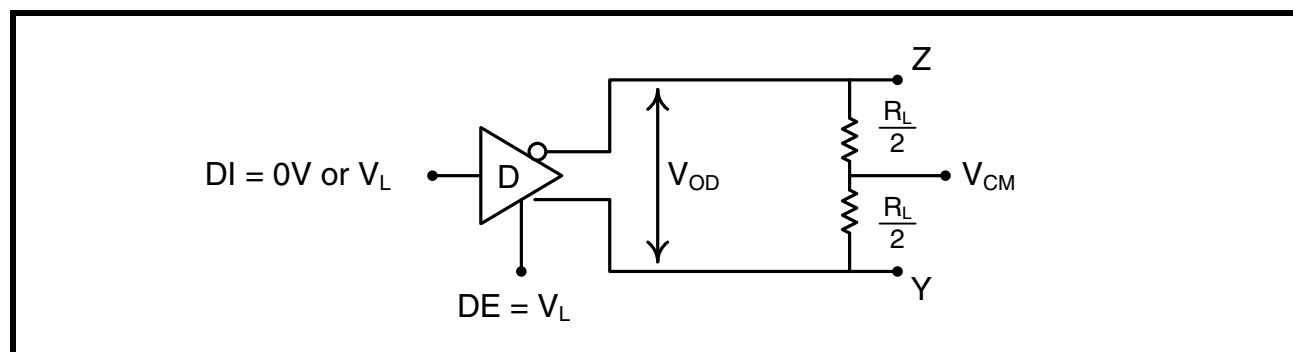 Z
R_L
2
DI = 0V or V_L
D
V_OD
V_CM
R_L
2
Y
DE = V_L